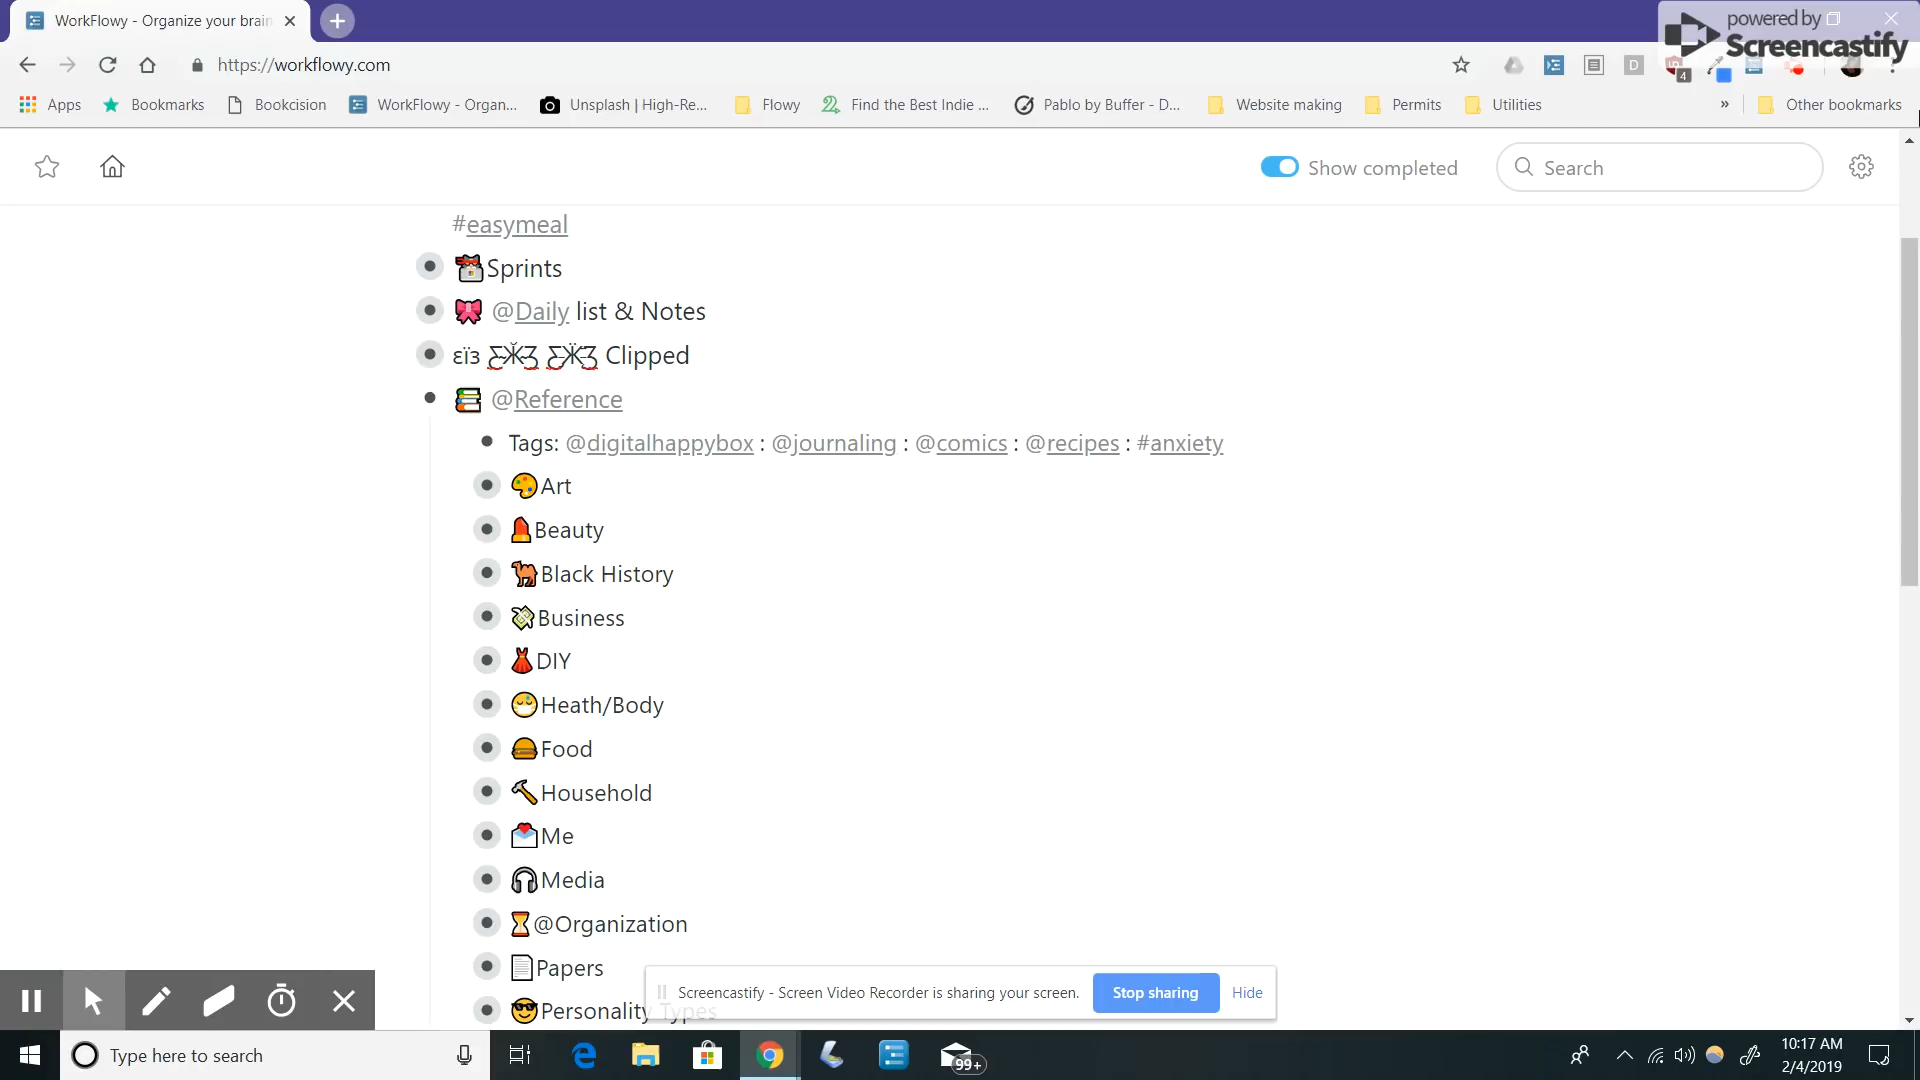 WorkFlowy - Organize your brain
powered by
Screencastify
https://workflowy.com
D
4
Apps
Bookmarks
Bookcision
WorkFlowy - Organ...
Unsplash | High-Re...
Flowy
Find the Best Indie ...
Pablo by Buffer - D...
Website making
Permits
Utilities
»
Other bookmarks
Show completed
Search
#easymeal
Sprints
@Daily list & Notes
εїз Ƹ̵̡Ӝ̵̨̄Ʒ Ƹ̵̡Ӝ̵̨̄Ʒ Clipped
@Reference
Tags: @digitalhappybox : @journaling : @comics : @recipes : #anxiety
Art
Beauty
Black History
Business
DIY
Heath/Body
Food
Household
Me
Media
@Organization
Papers
Personality Types
Screencastify - Screen Video Recorder is sharing your screen.
Stop sharing
Hide
Type here to search
99+
10:17 AM
2/4/2019